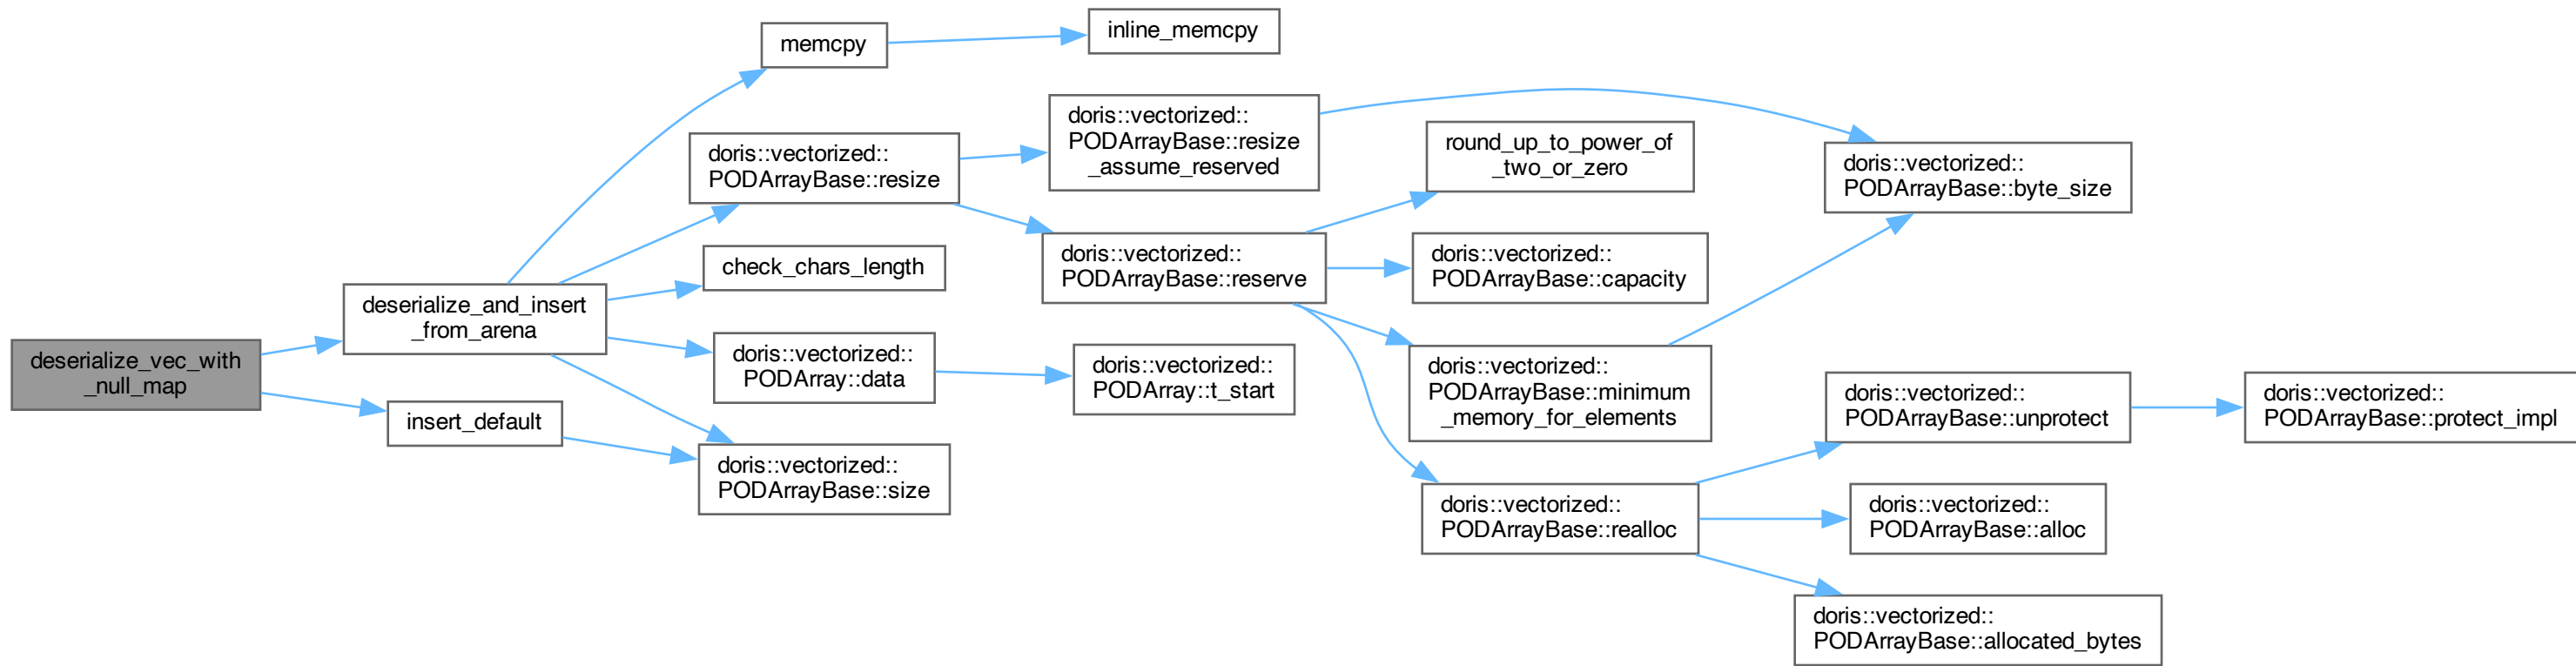 memcpy
inline_memcpy
doris::vectorized::
PODArrayBase::resize
_assume_reserved
round_up_to_power_of
_two_or_zero
doris::vectorized::
PODArrayBase::resize
doris::vectorized::
PODArrayBase::byte_size
check_chars_length
doris::vectorized::
PODArrayBase::reserve
doris::vectorized::
PODArrayBase::capacity
deserialize_and_insert
_from_arena
deserialize_vec_with
_null_map
doris::vectorized::
PODArray::data
doris::vectorized::
PODArray::t_start
doris::vectorized::
PODArrayBase::minimum
_memory_for_elements
doris::vectorized::
PODArrayBase::unprotect
doris::vectorized::
PODArrayBase::protect_impl
insert_default
doris::vectorized::
PODArrayBase::size
doris::vectorized::
PODArrayBase::realloc
doris::vectorized::
PODArrayBase::alloc
doris::vectorized::
PODArrayBase::allocated_bytes